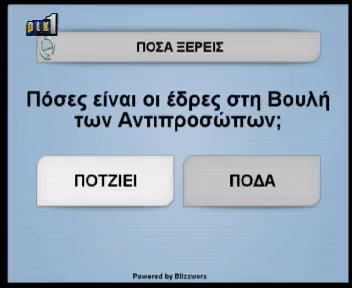 ΡΙΚ 1
ΠΟΣΑ ΞΕΡΕΙΣ
Πόσες είναι οι έδρες στη Βουλή
των Αντιπροσώπων;
ΠΟΤΖΙΕΙ
ΠΟΔΑ
Powered by Blizzworx